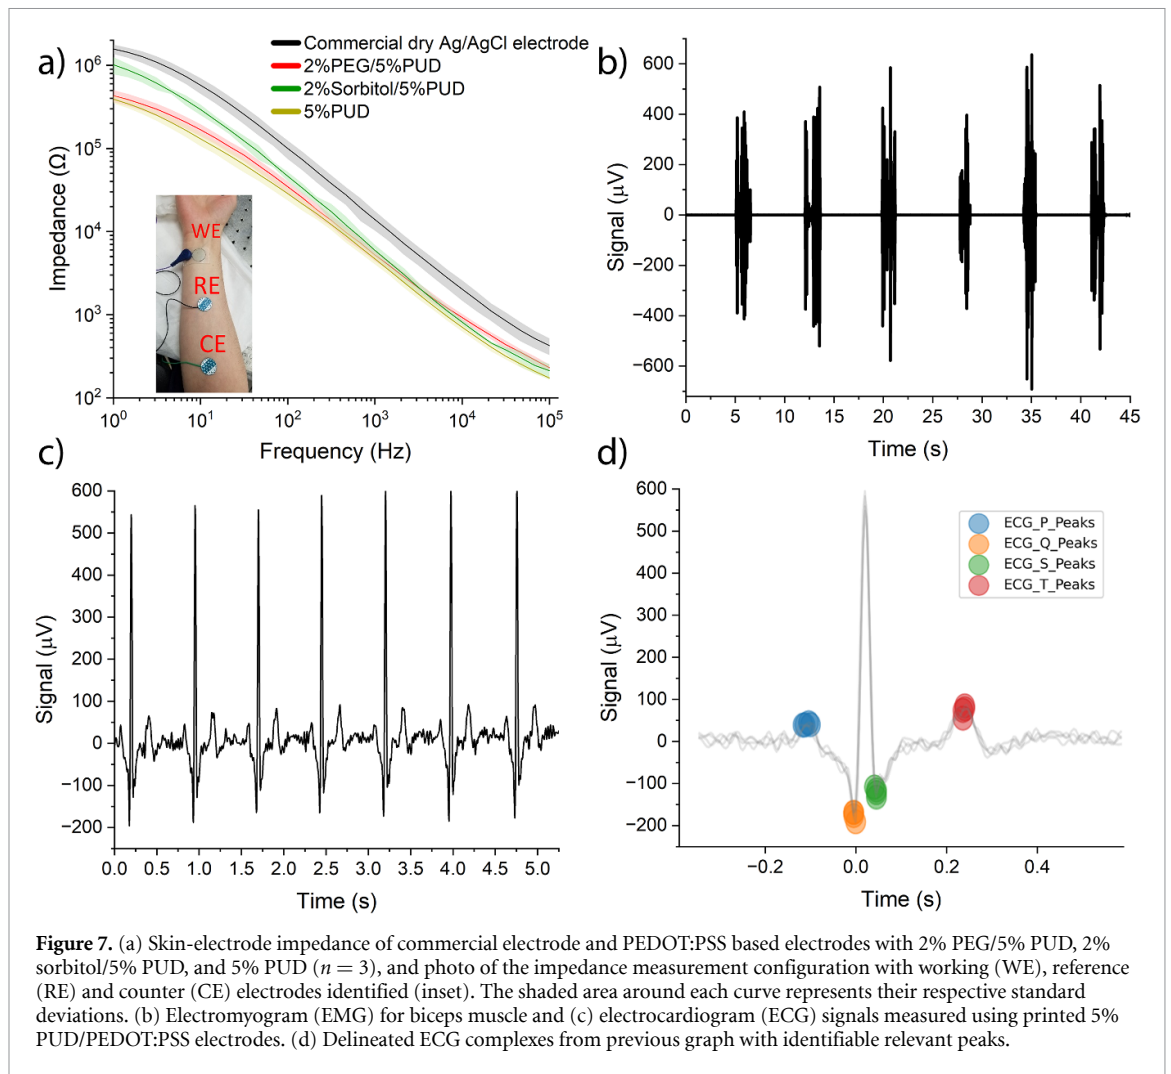 a)
Commercial dry Ag/AgCl electrode
2%PEG/5%PUD
2%Sorbitol/5%PUD
5%PUD
10⁶
10⁵
10⁴
10³
10²
Impedance (Ω)
WE
RE
CE
10⁰ 10¹ 10² 10³ 10⁴ 10⁵
Frequency (Hz)
b)
600
400
200
0
−200
−400
−600
Signal (μV)
0 5 10 15 20 25 30 35 40 45
Time (s)
c)
600
500
400
300
200
100
0
−100
−200
Signal (μV)
0.0 0.5 1.0 1.5 2.0 2.5 3.0 3.5 4.0 4.5 5.0
Time (s)
d)
ECG_P_Peaks
ECG_Q_Peaks
ECG_S_Peaks
ECG_T_Peaks
600
500
400
300
200
100
0
−100
−200
Signal (μV)
−0.2 0.0 0.2 0.4
Time (s)
Figure 7. (a) Skin-electrode impedance of commercial electrode and PEDOT:PSS based electrodes with 2% PEG/5% PUD, 2%
sorbitol/5% PUD, and 5% PUD (n = 3), and photo of the impedance measurement configuration with working (WE), reference
(RE) and counter (CE) electrodes identified (inset). The shaded area around each curve represents their respective standard
deviations. (b) Electromyogram (EMG) for biceps muscle and (c) electrocardiogram (ECG) signals measured using printed 5%
PUD/PEDOT:PSS electrodes. (d) Delineated ECG complexes from previous graph with identifiable relevant peaks.